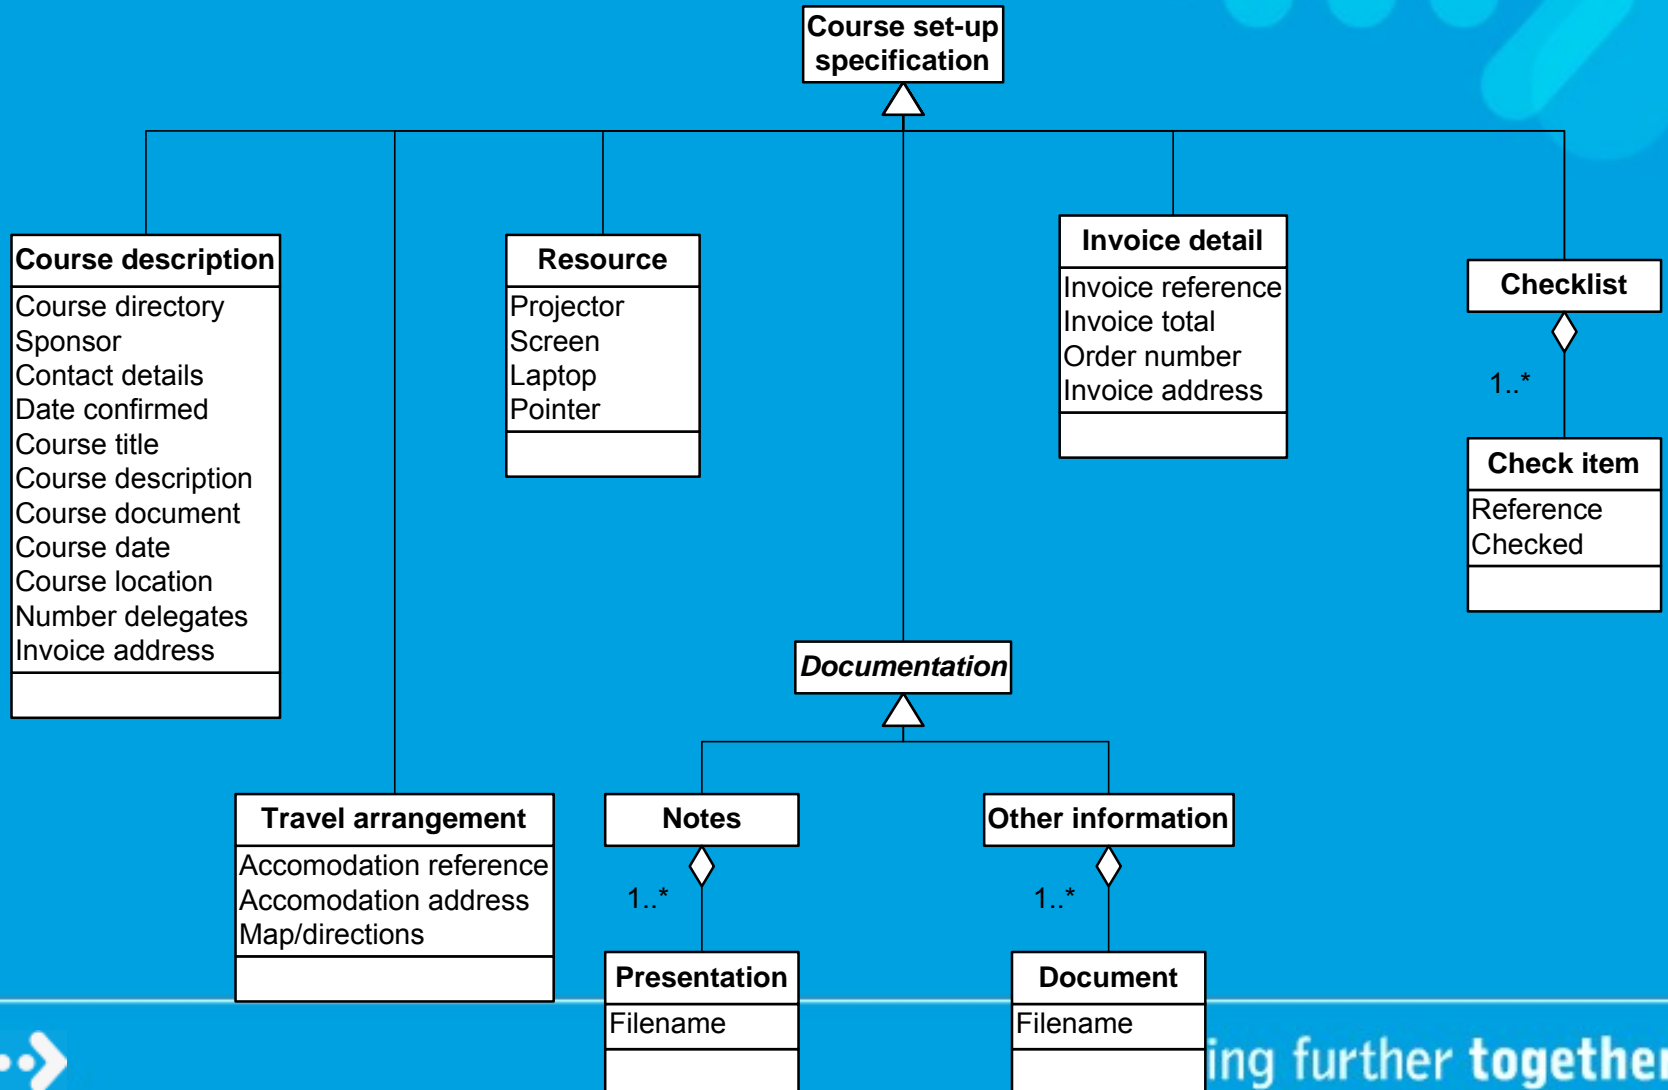 Course set-up
specification
Course description
Course directory
Sponsor
Contact details
Date confirmed
Course title
Course description
Course document
Course date
Course location
Number delegates
Invoice address
Resource
Projector
Screen
Laptop
Pointer
Invoice detail
Invoice reference
Invoice total
Order number
Invoice address
Checklist
1..*
Check item
Reference
Checked
Documentation
Travel arrangement
Accomodation reference
Accomodation address
Map/directions
Notes
1..*
Presentation
Filename
Other information
1..*
Document
Filename
ing further together